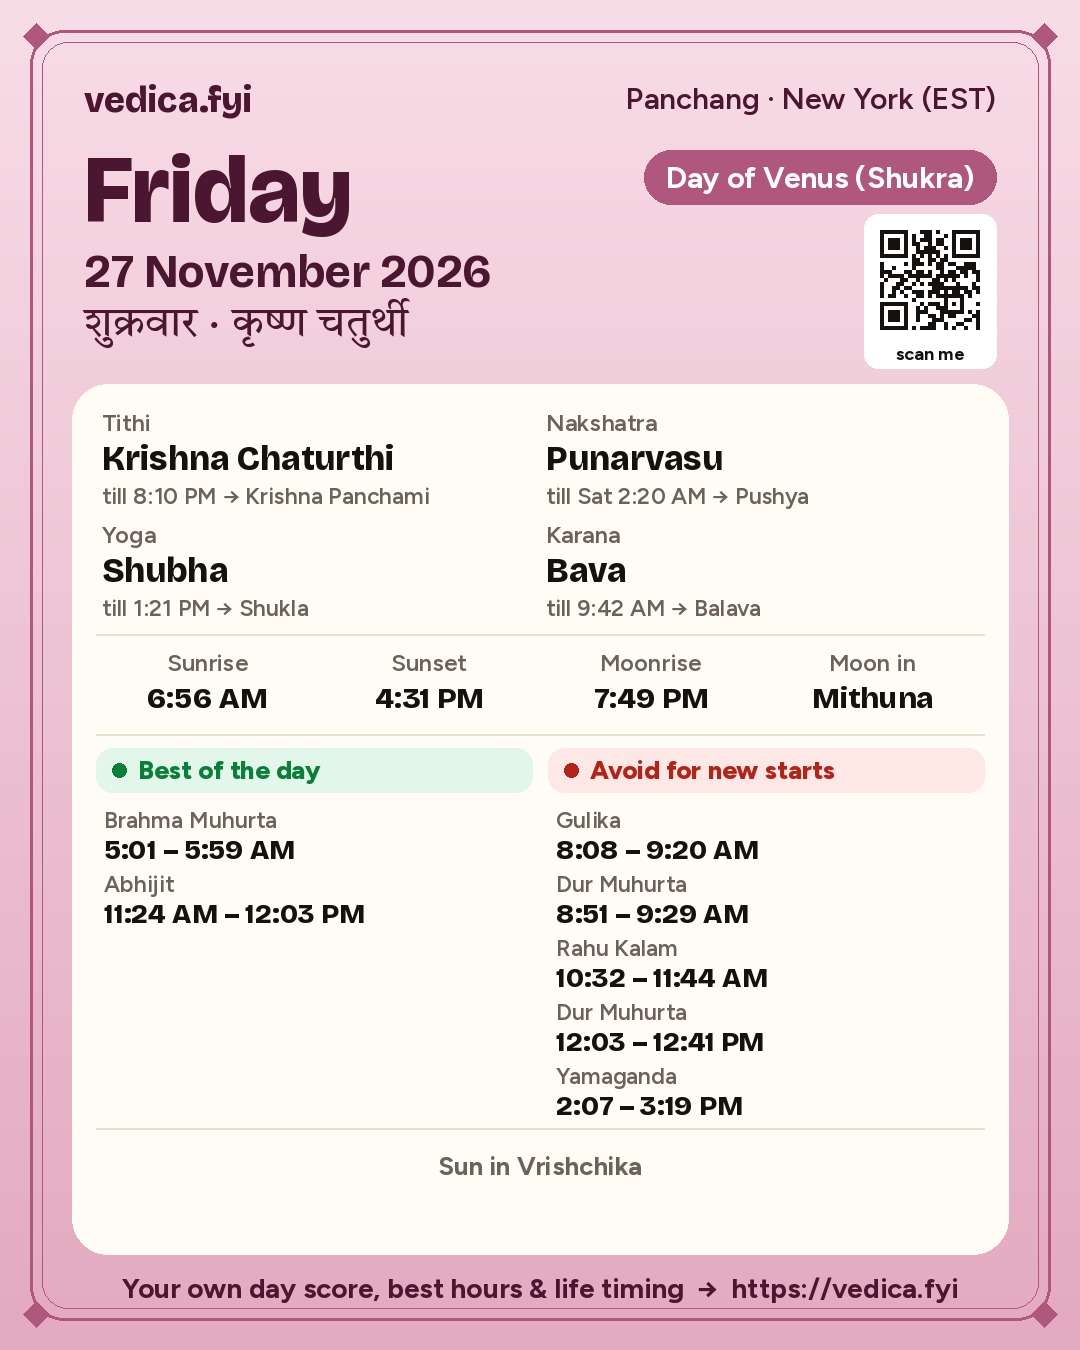 vedica.fyi
Panchang · New York (EST)
Friday
Day of Venus (Shukra)
27 November 2026
शुक्रवार · कृष्ण चतुर्थी
scan me
Tithi
Krishna Chaturthi
till 8:10 PM → Krishna Panchami
Nakshatra
Punarvasu
till Sat 2:20 AM → Pushya
Yoga
Shubha
till 1:21 PM → Shukla
Karana
Bava
till 9:42 AM → Balava
Sunrise
6:56 AM
Sunset
4:31 PM
Moonrise
7:49 PM
Moon in
Mithuna
Best of the day
Brahma Muhurta
5:01 – 5:59 AM
Abhijit
11:24 AM – 12:03 PM
Avoid for new starts
Gulika
8:08 – 9:20 AM
Dur Muhurta
8:51 – 9:29 AM
Rahu Kalam
10:32 – 11:44 AM
Dur Muhurta
12:03 – 12:41 PM
Yamaganda
2:07 – 3:19 PM
Sun in Vrishchika
Your own day score, best hours & life timing → https://vedica.fyi